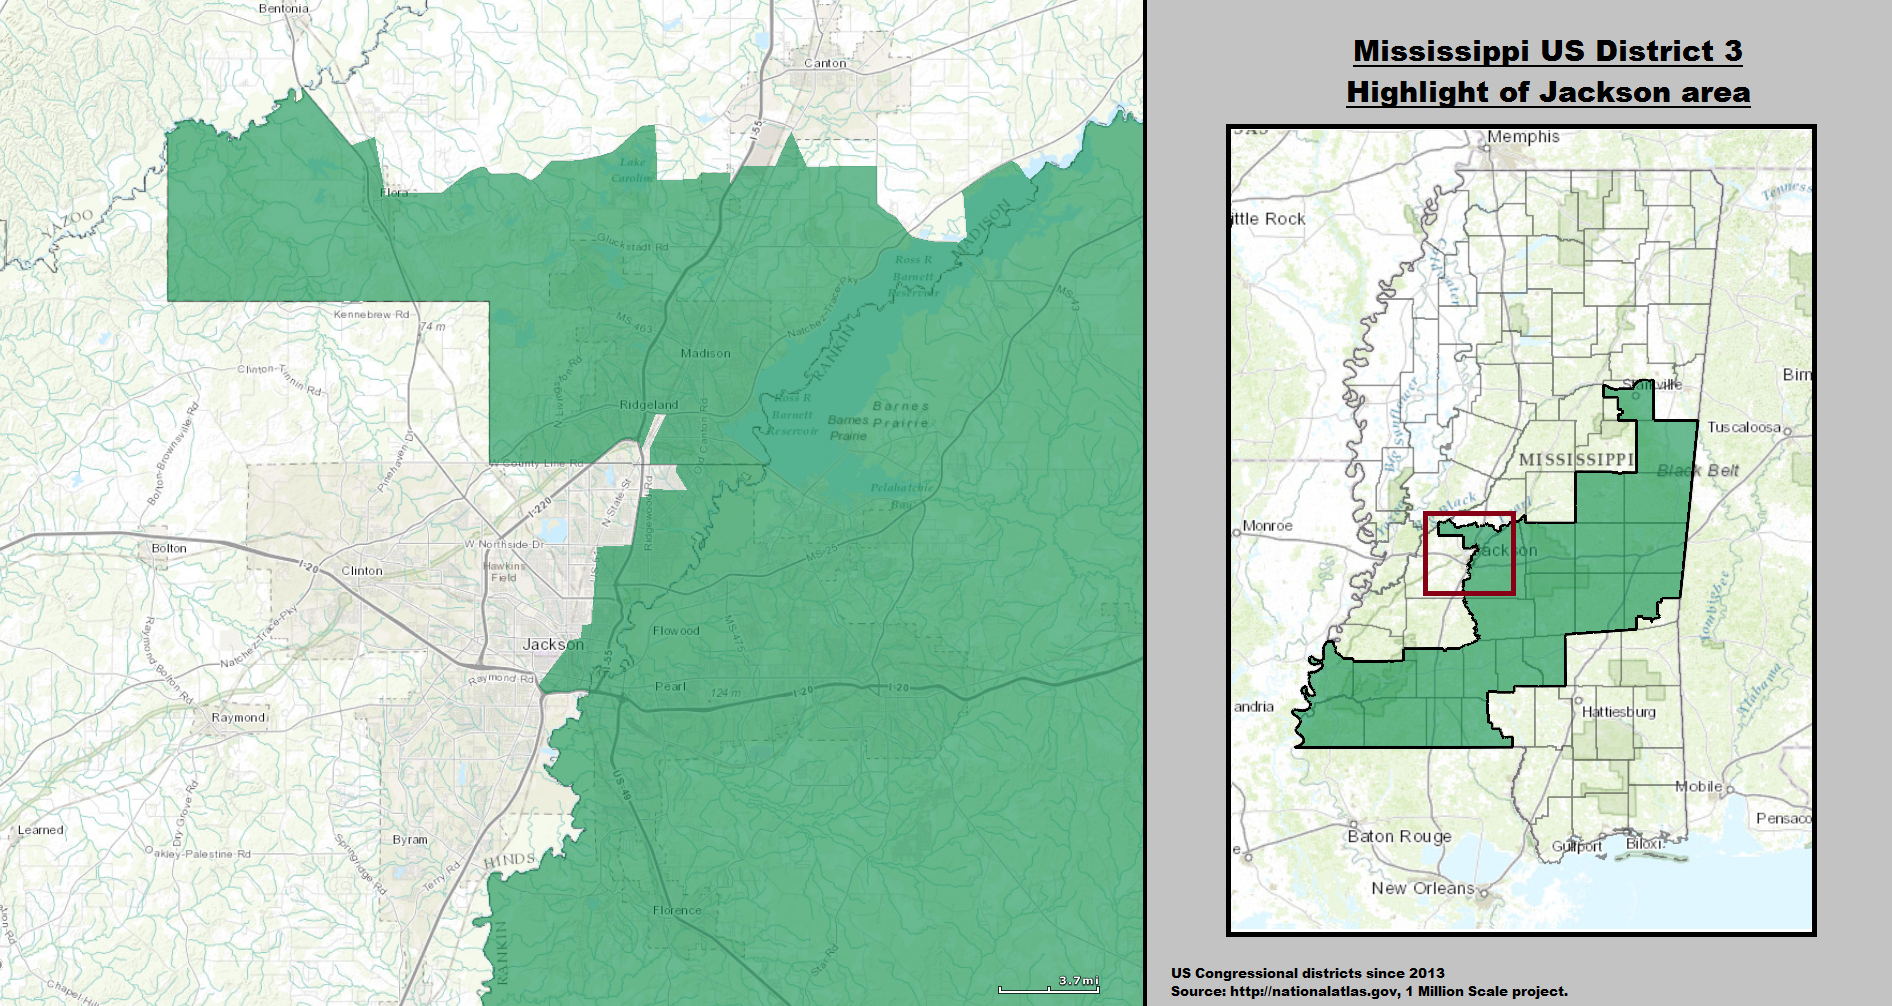 Mississippi US District 3
Highlight of Jackson area
Bentonia
Canton
I-55
YAZOO
Flora
Lake
Caroline
Gluckstadt Rd
MADISON
Ross R
Barnett
Reservoir
Natchez-Trace-Pky
MS-43
Kennebrew Rd
74 m
MS-463
Madison
RANKIN
Clinton-Tinnin Rd
N Livingston Rd
Ridgeland
Old Canton Rd
Ross R
Barnett
Reservoir
Barnes
Prairie
Barnes
Prairie
Bolton-Brownsville Rd
Pinehaven Dr
W County Line Rd
I-220
N State St
Ridgewood Rd
Pelahatchie
Bay
Bolton
I-20
W Northside Dr
Clinton
Hawkins
Field
MS-25
Jackson
Flowood
MS-475
Natchez-Trace-Pky
Raymond Bolton Rd
Raymond Rd
I-55
Pearl
124 m
I-20
I-20
Raymond
US-49
Dry Grove Rd
Learned
Oakley-Palestine-Rd
Springridge Rd
Byram
Terry Rd
HINDS
Florence
RANKIN
Star Rd
3.7mi
Memphis
ittle Rock
Tenness
Coldwater
Starkville
Birn
Big Sunflower
Tuscaloosa
MISSISSIPPI
Black Belt
Monroe
Black
Jackson
Tombigbee
andria
Hattiesburg
Alabama
Mobile
Pensaco
Baton Rouge
Gulfport
Biloxi
New Orleans
US Congressional districts since 2013
Source: http://nationalatlas.gov, 1 Million Scale project.